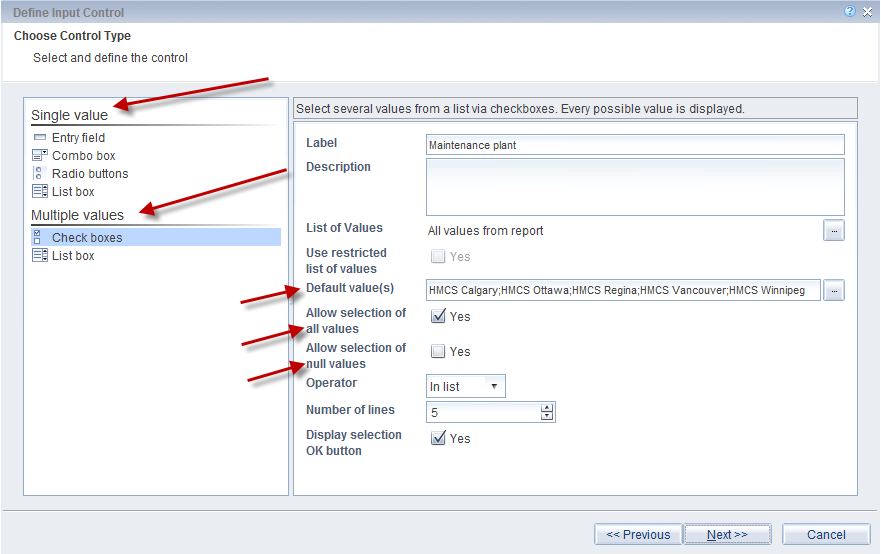 Define Input Control
Choose Control Type
Select and define the control
Single value
Entry field
Combo box
Radio buttons
List box
Multiple values
Check boxes
List box
Select several values from a list via checkboxes. Every possible value is displayed.
Label
Maintenance plant
Description
List of Values
All values from report
...
Use restricted
list of values
Yes
Default value(s)
HMCS Calgary;HMCS Ottawa;HMCS Regina;HMCS Vancouver;HMCS Winnipeg
...
Allow selection of
all values
Yes
Allow selection of
null values
Yes
Operator
In list
Number of lines
5
Display selection
OK button
Yes
<< Previous
Next >>
Cancel